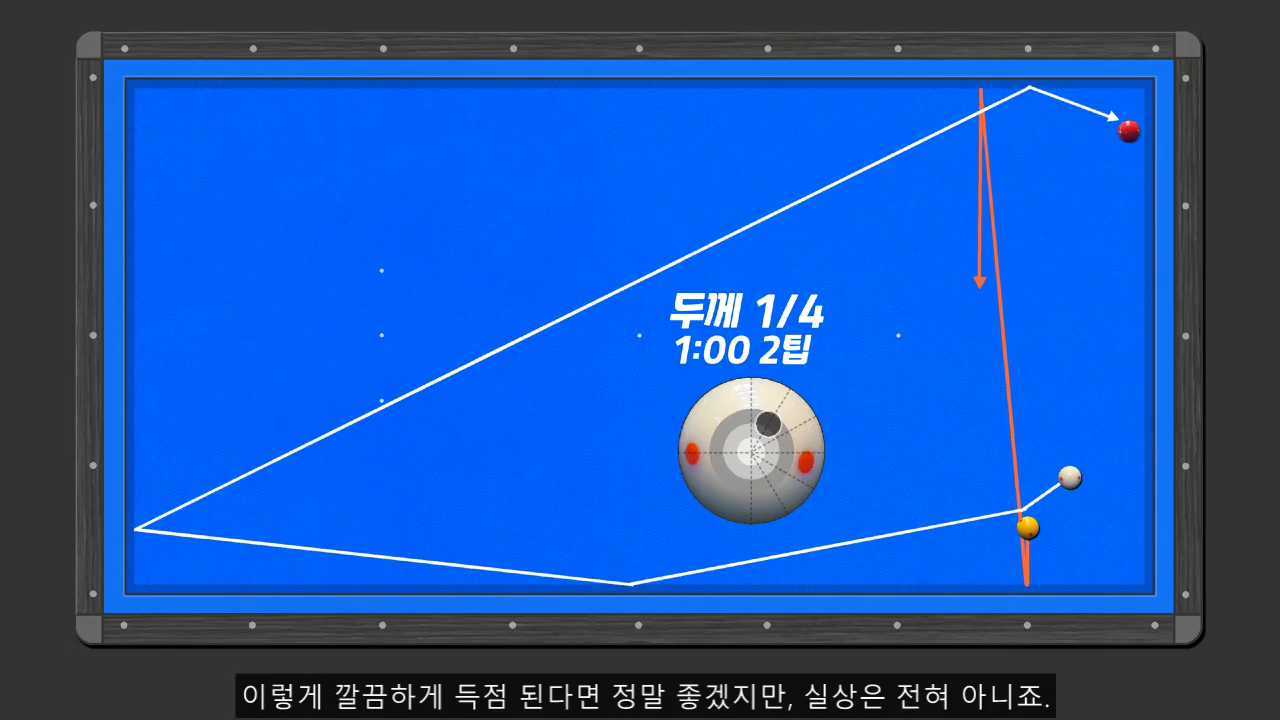 두께 1/4
1:00 2팁
이렇게 깔끔하게 득점 된다면 정말 좋겠지만, 실상은 전혀 아니죠.